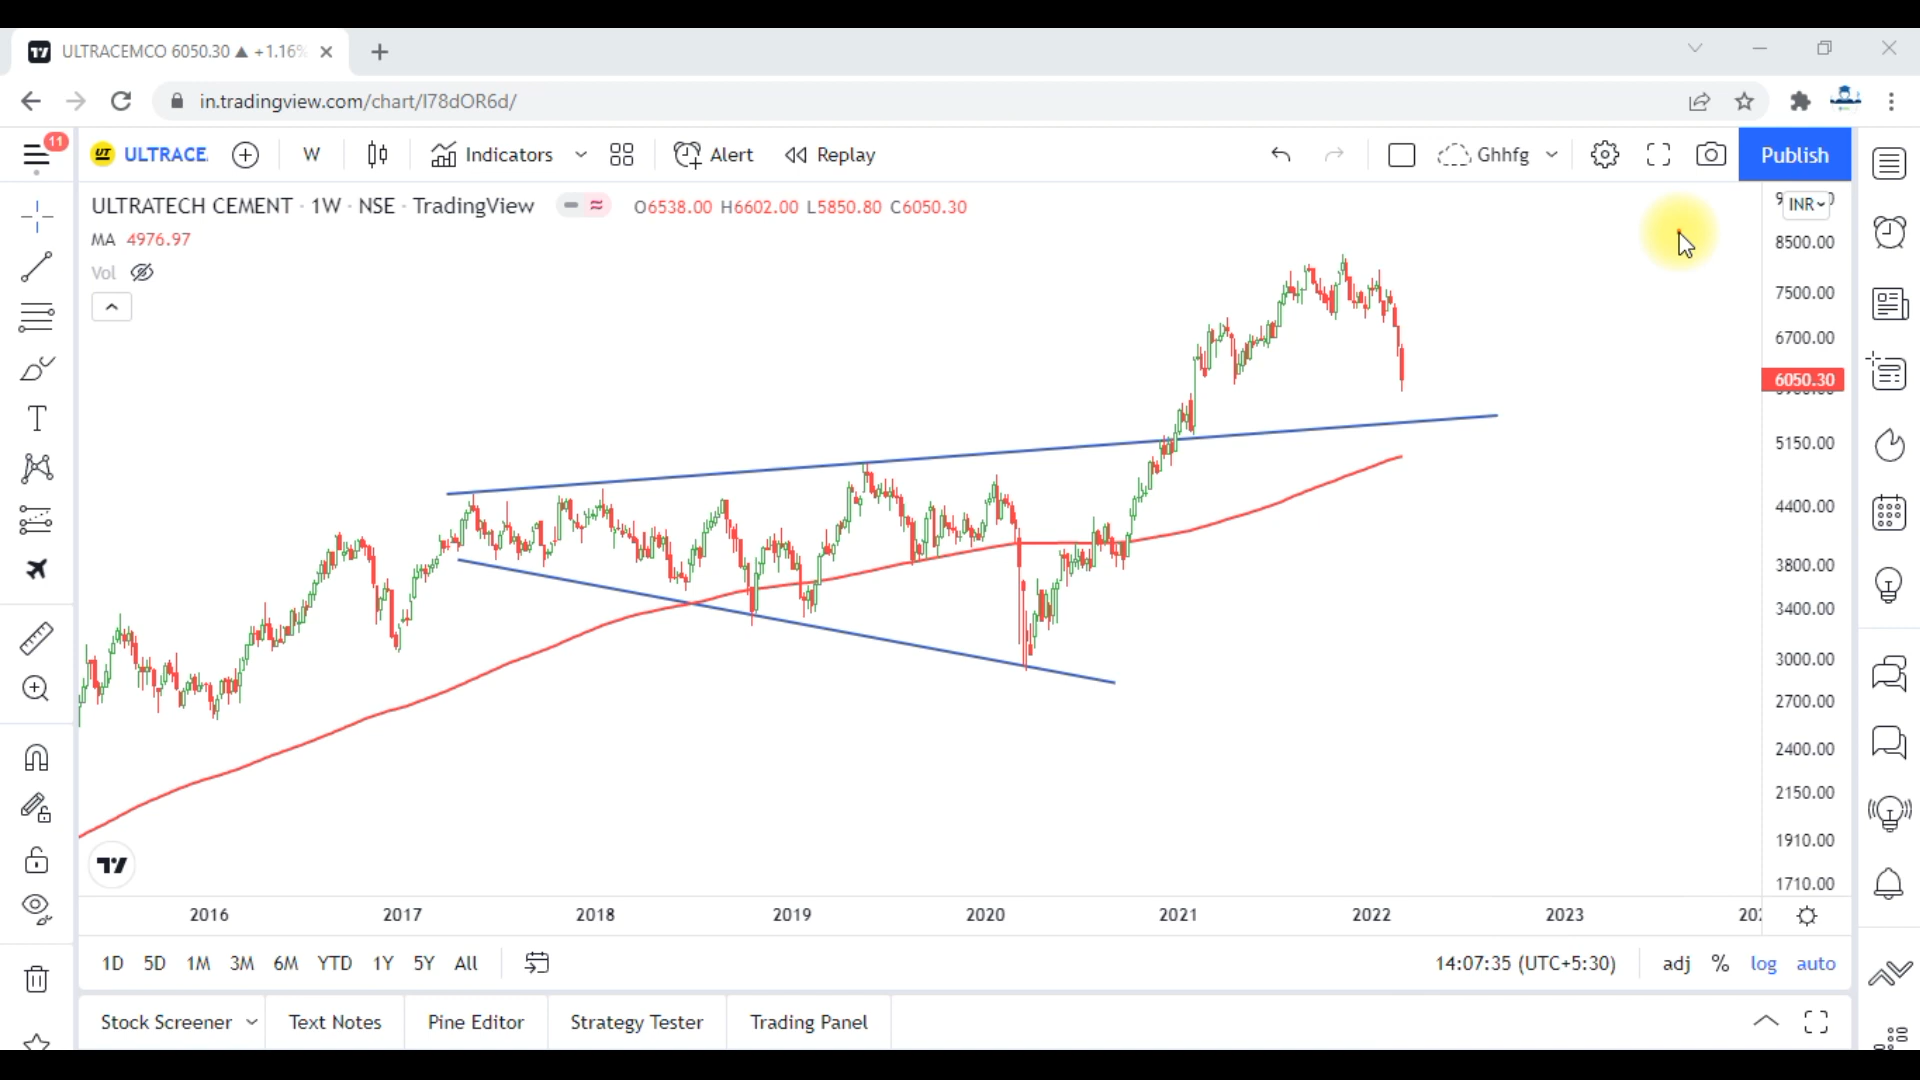 ULTRACEMCO 6050.30 ▲ +1.16%
in.tradingview.com/chart/I78dOR6d/
11
UT ULTRACE
W
Indicators
Alert
Replay
Ghhfg
Publish
ULTRATECH CEMENT · 1W · NSE · TradingView
O6538.00 H6602.00 L5850.80 C6050.30
INR
MA 4976.97
Vol
8500.00
7500.00
6700.00
6050.30
5150.00
4400.00
3800.00
3400.00
3000.00
2700.00
2400.00
2150.00
1910.00
1710.00
2016 2017 2018 2019 2020 2021 2022 2023
1D 5D 1M 3M 6M YTD 1Y 5Y All
14:07:35 (UTC+5:30) adj % log auto
Stock Screener Text Notes Pine Editor Strategy Tester Trading Panel